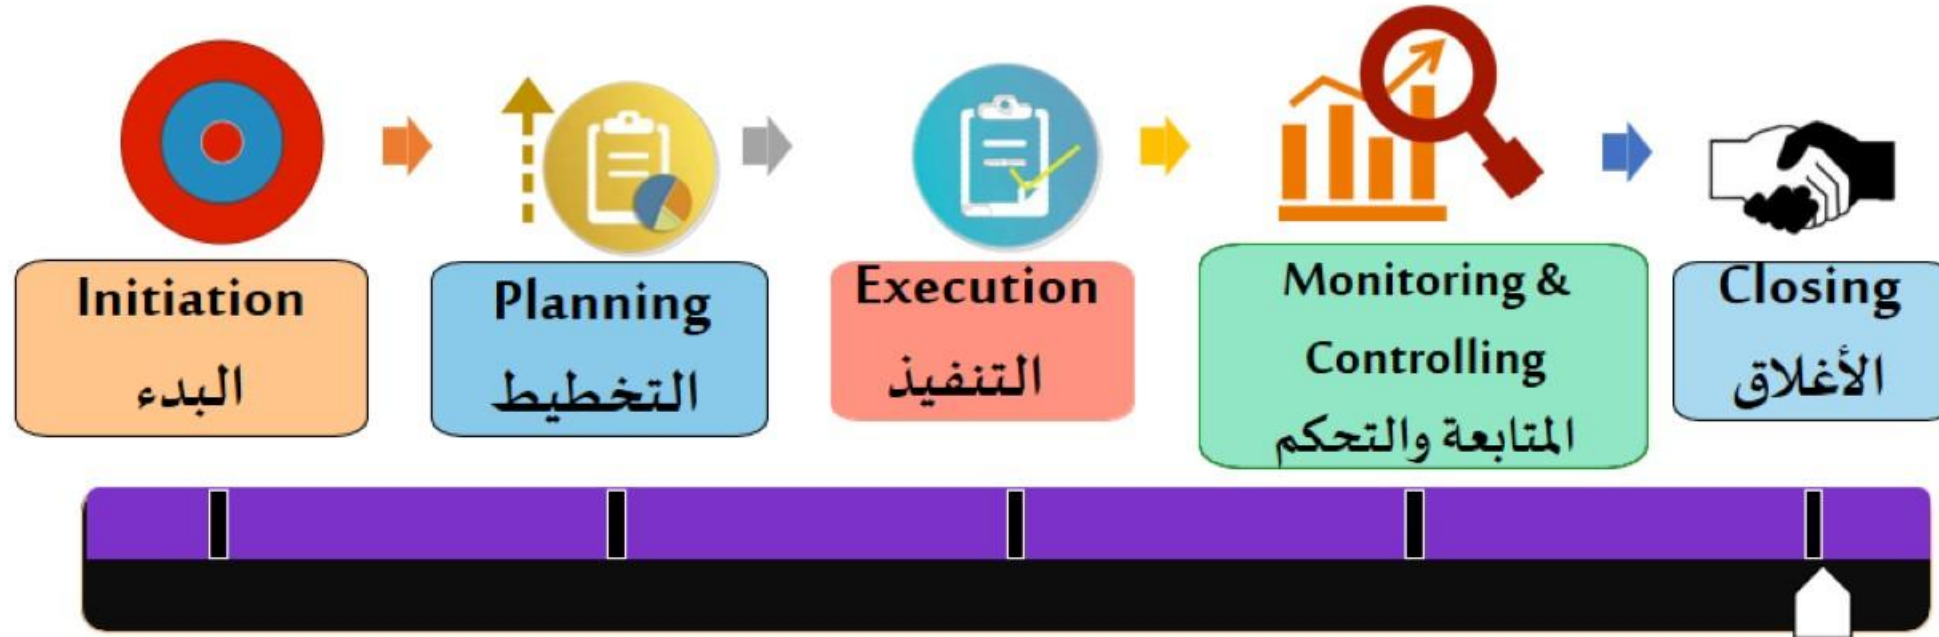 Initiation
البدء
Planning
التخطيط
Execution
التنفيذ
Monitoring &
Controlling
المتابعة والتحكم
Closing
الأغلاق